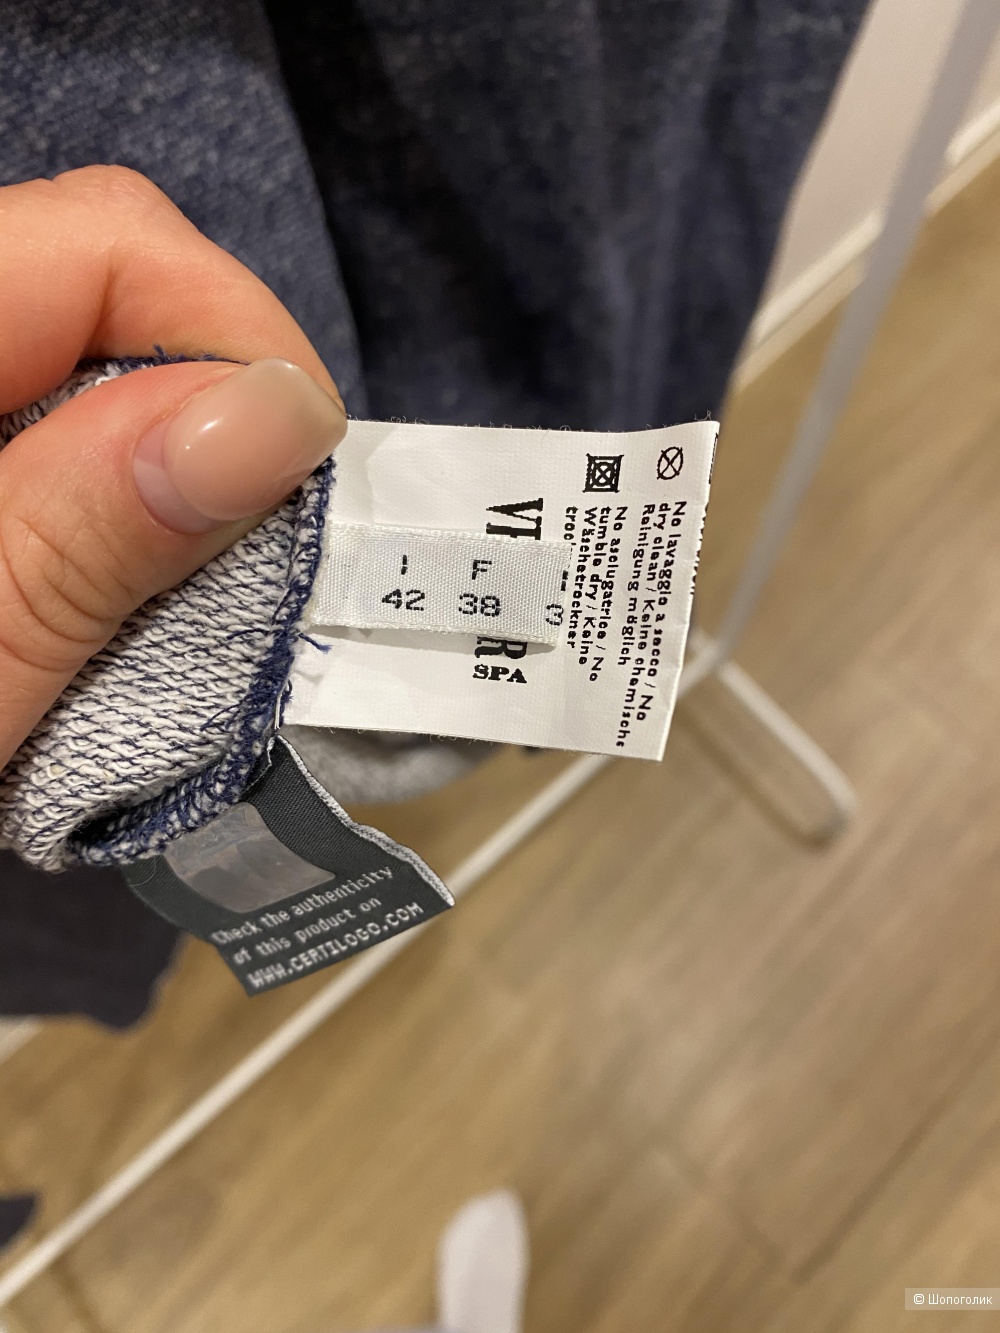 No lavaggio a secco / No
dry clean / Keine chemische
Reinigung möglich
No asciugatrice / No
tumble dry / Keine
Wäschetrockner
I F
42 38 3
SPA
Check the authenticity
of this product on
WWW.CERTILOGO.COM
© Шопоголик